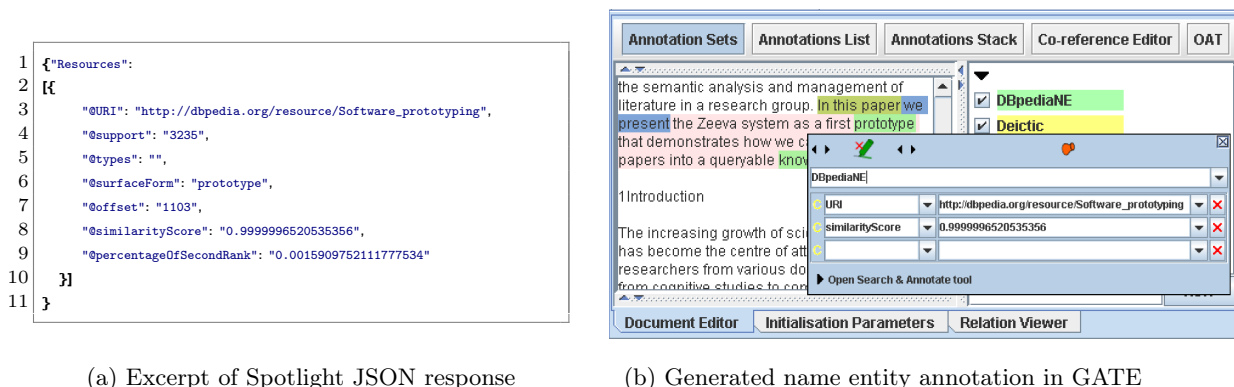 1 {"Resources":
2 [{
3 "@URI": "http://dbpedia.org/resource/Software_prototyping",
4 "@support": "3235",
5 "@types": "",
6 "@surfaceForm": "prototype",
7 "@offset": "1103",
8 "@similarityScore": "0.9999996520535356",
9 "@percentageOfSecondRank": "0.0015909752111777534"
10 }]
11 }
(a) Excerpt of Spotlight JSON response
Annotation Sets Annotations List Annotations Stack Co-reference Editor OAT
the semantic analysis and management of
literature in a research group. In this paper we
present the Zeeva system as a first prototype
that demonstrates how we
papers into a queryable
1Introduction
The increasing growth of
has become the centre of
researchers from various
from cognitive studies to
DBpediaNE
Deictic
DBpediaNE
C URI http://dbpedia.org/resource/Software_prototyping
C similarityScore 0.9999996520535356
C
Open Search & Annotate tool
Document Editor Initialisation Parameters Relation Viewer
(b) Generated name entity annotation in GATE